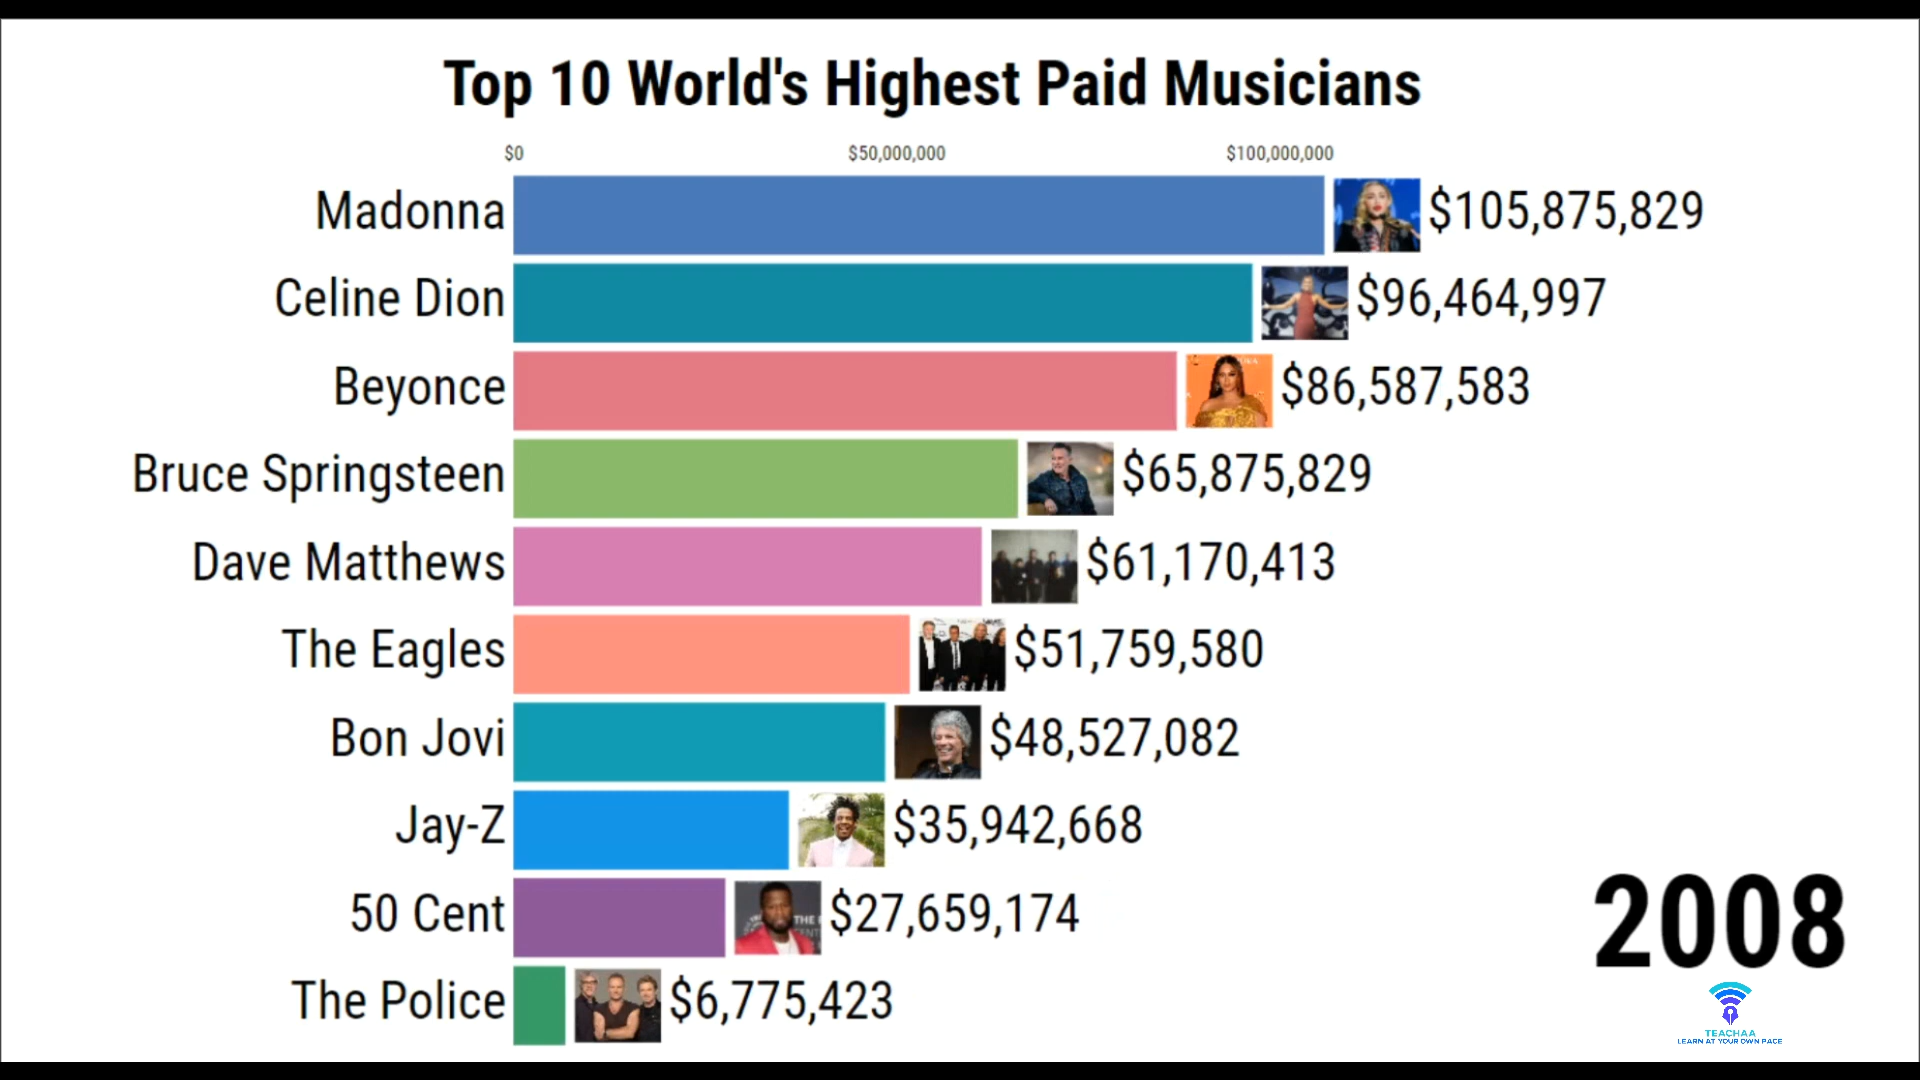 Top 10 World's Highest Paid Musicians
$0 $50,000,000 $100,000,000
Madonna $105,875,829
Celine Dion $96,464,997
Beyonce $86,587,583
Bruce Springsteen $65,875,829
Dave Matthews $61,170,413
The Eagles $51,759,580
Bon Jovi $48,527,082
Jay-Z $35,942,668
50 Cent $27,659,174
The Police $6,775,423
2008
TEACHAA
LEARN AT YOUR OWN PACE